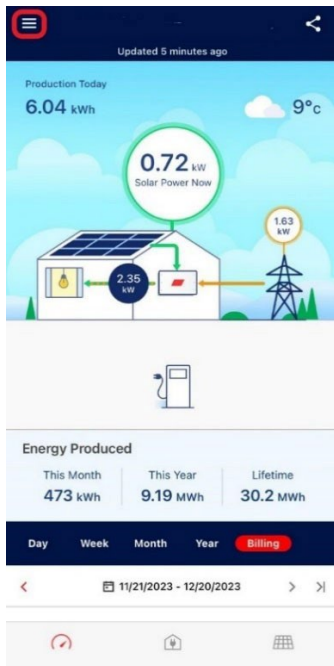 Updated 5 minutes ago
Production Today
6.04 kWh
9°c
0.72 kW
Solar Power Now
1.63
kW
2.35
kW
Energy Produced
This Month This Year Lifetime
473 kWh 9.19 MWh 30.2 MWh
Day Week Month Year Billing
11/21/2023 - 12/20/2023